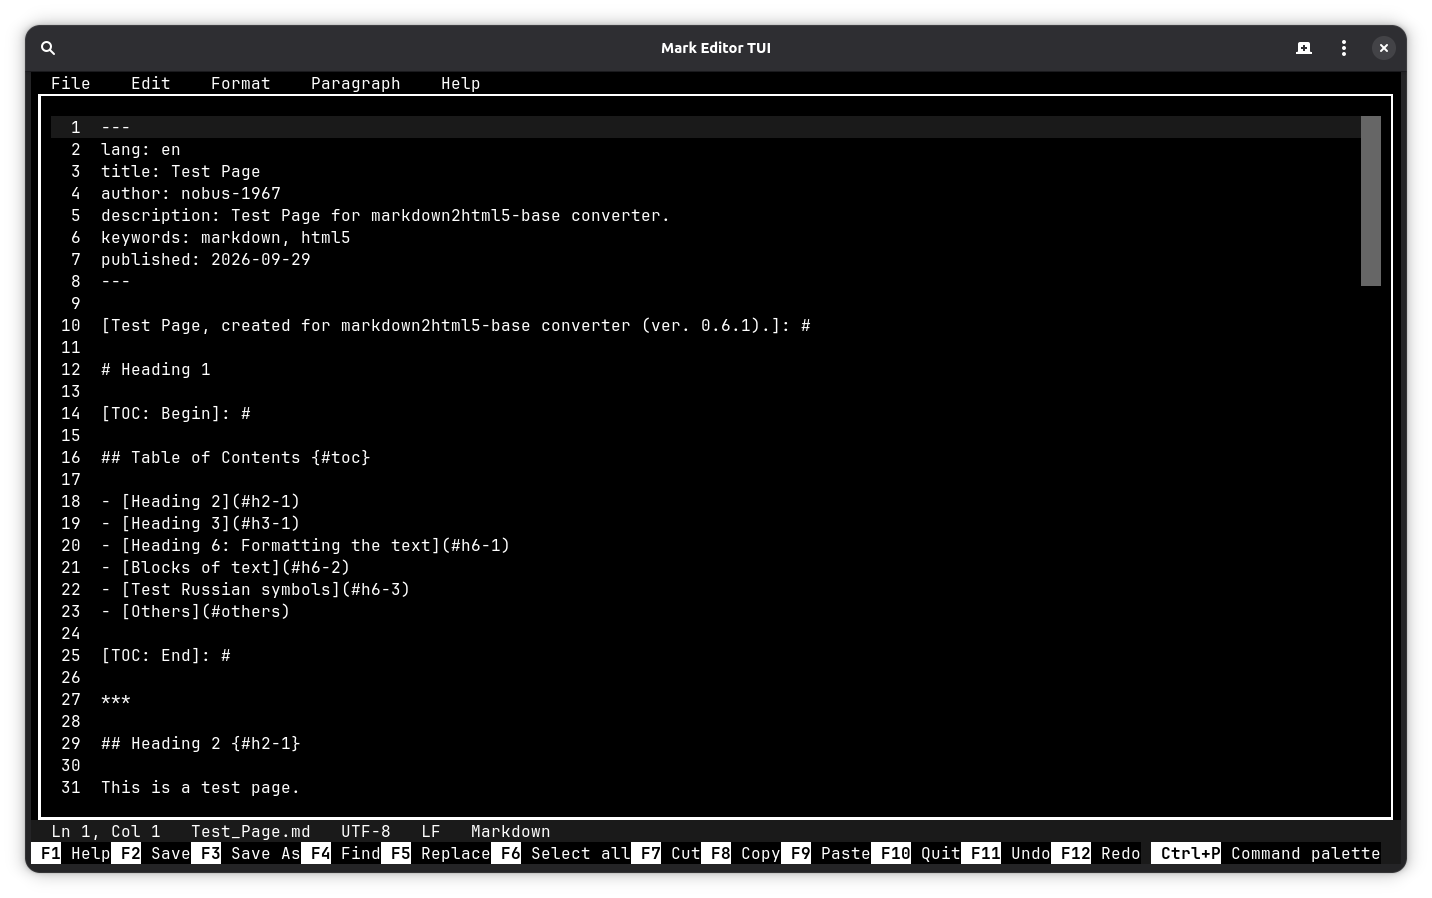 Mark Editor TUI
File Edit Format Paragraph Help
1 ---
2 lang: en
3 title: Test Page
4 author: nobus-1967
5 description: Test Page for markdown2html5-base converter.
6 keywords: markdown, html5
7 published: 2026-09-29
8 ---
9
10 [Test Page, created for markdown2html5-base converter (ver. 0.6.1).]: #
11
12 # Heading 1
13
14 [TOC: Begin]: #
15
16 ## Table of Contents {#toc}
17
18 - [Heading 2](#h2-1)
19 - [Heading 3](#h3-1)
20 - [Heading 6: Formatting the text](#h6-1)
21 - [Blocks of text](#h6-2)
22 - [Test Russian symbols](#h6-3)
23 - [Others](#others)
24
25 [TOC: End]: #
26
27 ***
28
29 ## Heading 2 {#h2-1}
30
31 This is a test page.
Ln 1, Col 1 Test_Page.md UTF-8 LF Markdown
F1 Help F2 Save F3 Save As F4 Find F5 Replace F6 Select all F7 Cut F8 Copy F9 Paste F10 Quit F11 Undo F12 Redo Ctrl+P Command palette